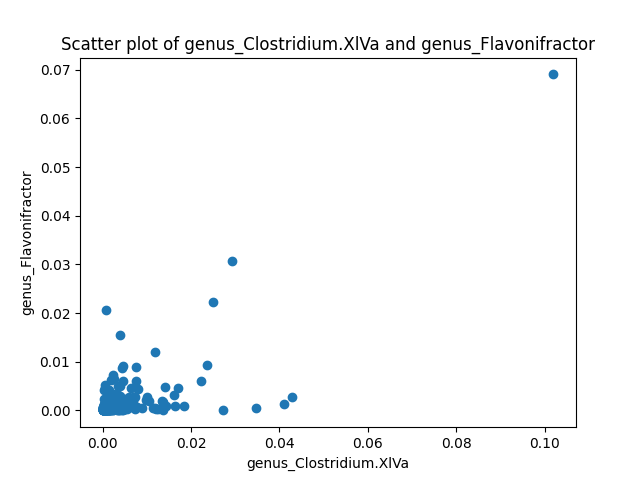 Scatter plot of genus_Clostridium.XlVa and genus_Flavonifractor
0.07
0.06
0.05
0.04
0.03
0.02
0.01
0.00
genus_Flavonifractor
0.00 0.02 0.04 0.06 0.08 0.10
genus_Clostridium.XlVa